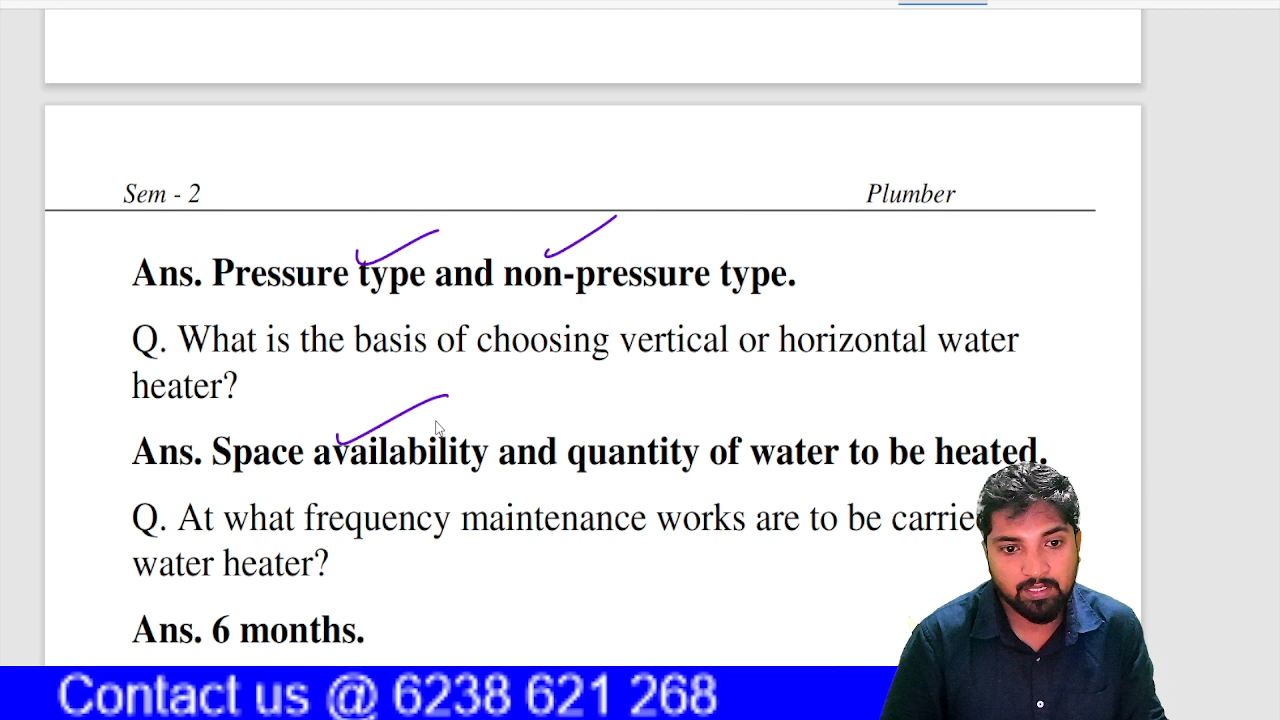 Sem - 2 Plumber
Ans. Pressure type and non-pressure type.
Q. What is the basis of choosing vertical or horizontal water
heater?
Ans. Space availability and quantity of water to be heated.
Q. At what frequency maintenance works are to be
water heater?
Ans. 6 months.
Contact us @ 6238 621 268